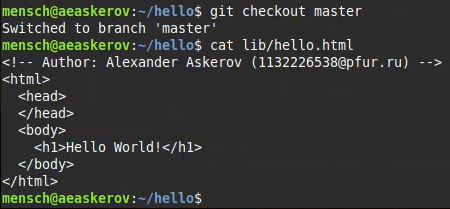 mensch@aeaskerov:~/hello$ git checkout master
Switched to branch 'master'
mensch@aeaskerov:~/hello$ cat lib/hello.html
<!-- Author: Alexander Askerov (1132226538@pfur.ru) -->
<html>
  <head>
  </head>
  <body>
    <h1>Hello World!</h1>
  </body>
</html>
mensch@aeaskerov:~/hello$